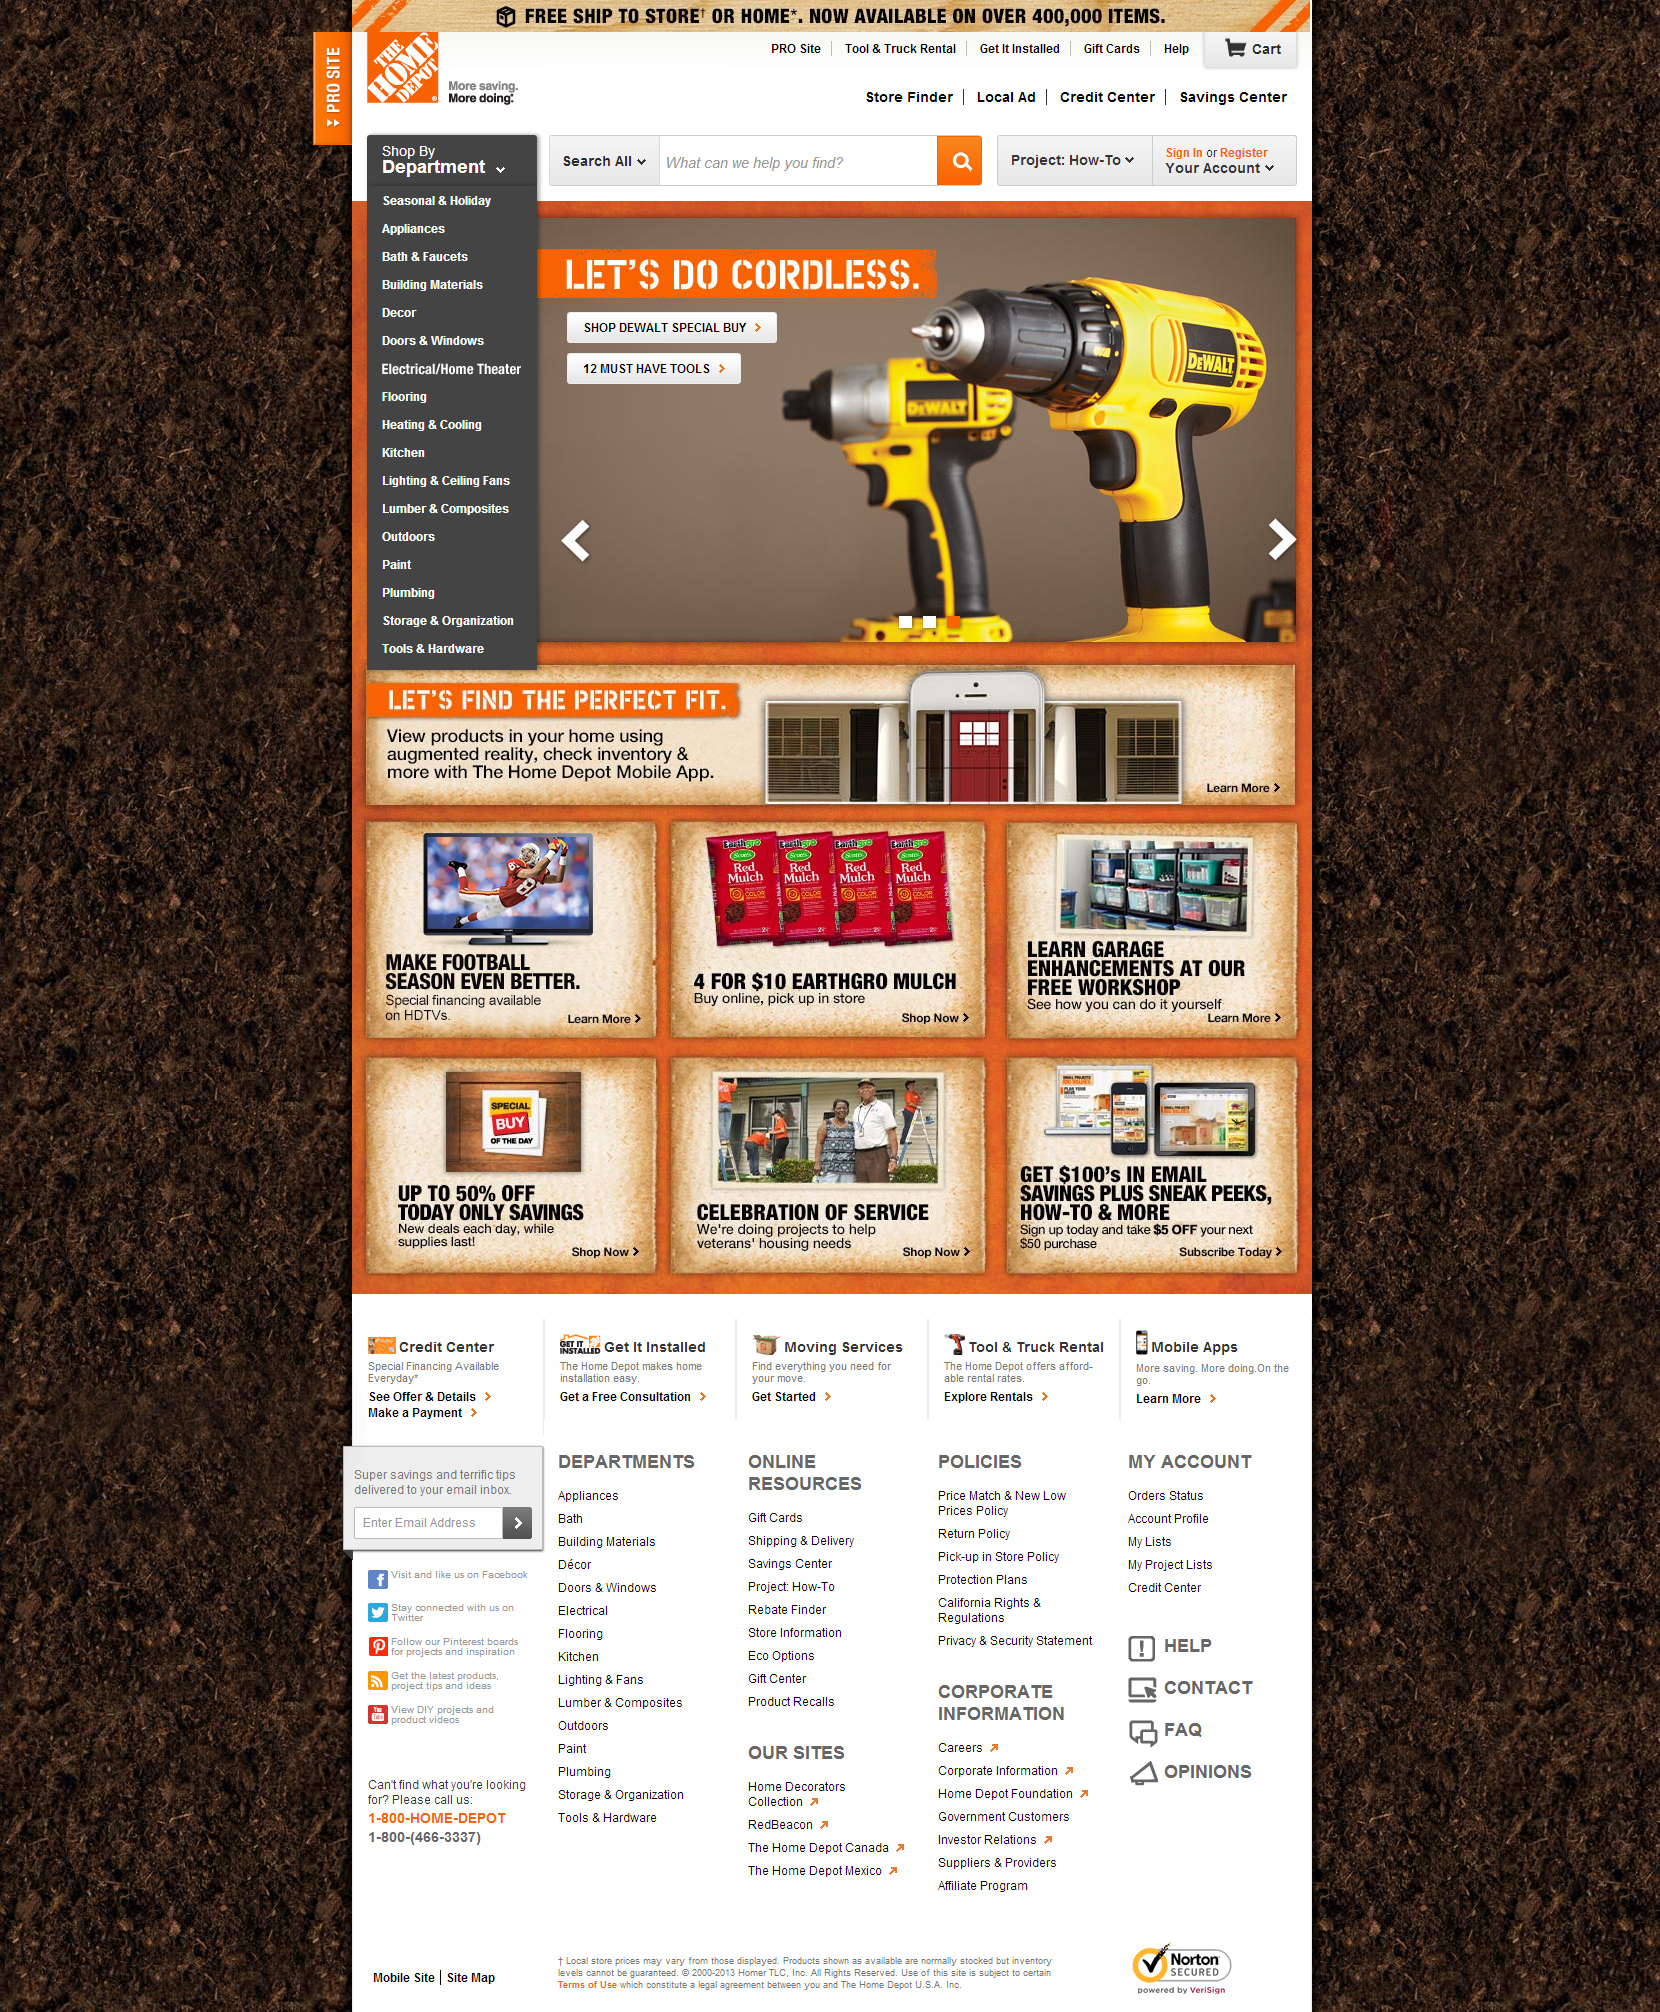 FREE SHIP TO STORE† OR HOME*. NOW AVAILABLE ON OVER 400,000 ITEMS.
PRO SITE
THE HOME DEPOT
More saving.
More doing.
PRO Site
Tool & Truck Rental
Get It Installed
Gift Cards
Help
Cart
Store Finder
Local Ad
Credit Center
Savings Center
Shop By
Department
Search All
What can we help you find?
Project: How-To
Sign In or Register
Your Account
Seasonal & Holiday
Appliances
Bath & Faucets
Building Materials
Decor
Doors & Windows
Electrical/Home Theater
Flooring
Heating & Cooling
Kitchen
Lighting & Ceiling Fans
Lumber & Composites
Outdoors
Paint
Plumbing
Storage & Organization
Tools & Hardware
LET'S DO CORDLESS.
SHOP DEWALT SPECIAL BUY
12 MUST HAVE TOOLS
DEWALT
DEWALT
LET'S FIND THE PERFECT FIT.
View products in your home using
augmented reality, check inventory &
more with The Home Depot Mobile App.
Learn More
MAKE FOOTBALL
SEASON EVEN BETTER.
Special financing available
on HDTVs.
Learn More
Earthgro Scotts Red Mulch
Earthgro Scotts Red Mulch
Earthgro Scotts Red Mulch
Earthgro Scotts Red Mulch
4 FOR $10 EARTHGRO MULCH
Buy online, pick up in store
Shop Now
LEARN GARAGE
ENHANCEMENTS AT OUR
FREE WORKSHOP
See how you can do it yourself
Learn More
SPECIAL
BUY
OF THE DAY
UP TO 50% OFF
TODAY ONLY SAVINGS
New deals each day, while
supplies last!
Shop Now
CELEBRATION OF SERVICE
We're doing projects to help
veterans' housing needs
Shop Now
GET $100's IN EMAIL
SAVINGS PLUS SNEAK PEEKS,
HOW-TO & MORE
Sign up today and take $5 OFF your next
$50 purchase
Subscribe Today
Credit Center
Special Financing Available
Everyday*
See Offer & Details
Make a Payment
GET IT
INSTALLED
Get It Installed
The Home Depot makes home
installation easy.
Get a Free Consultation
Moving Services
Find everything you need for
your move.
Get Started
Tool & Truck Rental
The Home Depot offers afford-
able rental rates.
Explore Rentals
Mobile Apps
More saving. More doing.On the
go.
Learn More
Super savings and terrific tips
delivered to your email inbox.
Enter Email Address
Visit and like us on Facebook
Stay connected with us on
Twitter
Follow our Pinterest boards
for projects and inspiration
Get the latest products,
project tips and ideas
You Tube
View DIY projects and
product videos
Can't find what you're looking
for? Please call us:
1-800-HOME-DEPOT
1-800-(466-3337)
DEPARTMENTS
Appliances
Bath
Building Materials
Décor
Doors & Windows
Electrical
Flooring
Kitchen
Lighting & Fans
Lumber & Composites
Outdoors
Paint
Plumbing
Storage & Organization
Tools & Hardware
ONLINE
RESOURCES
Gift Cards
Shipping & Delivery
Savings Center
Project: How-To
Rebate Finder
Store Information
Eco Options
Gift Center
Product Recalls
OUR SITES
Home Decorators
Collection
RedBeacon
The Home Depot Canada
The Home Depot Mexico
POLICIES
Price Match & New Low
Prices Policy
Return Policy
Pick-up in Store Policy
Protection Plans
California Rights &
Regulations
Privacy & Security Statement
CORPORATE
INFORMATION
Careers
Corporate Information
Home Depot Foundation
Government Customers
Investor Relations
Suppliers & Providers
Affiliate Program
MY ACCOUNT
Orders Status
Account Profile
My Lists
My Project Lists
Credit Center
HELP
CONTACT
FAQ
OPINIONS
Mobile Site
Site Map
† Local store prices may vary from those displayed. Products shown as available are normally stocked but inventory
levels cannot be guaranteed. © 2000-2013 Homer TLC, Inc. All Rights Reserved. Use of this site is subject to certain
Terms of Use which constitute a legal agreement between you and The Home Depot U.S.A. Inc.
Norton
SECURED
powered by VeriSign